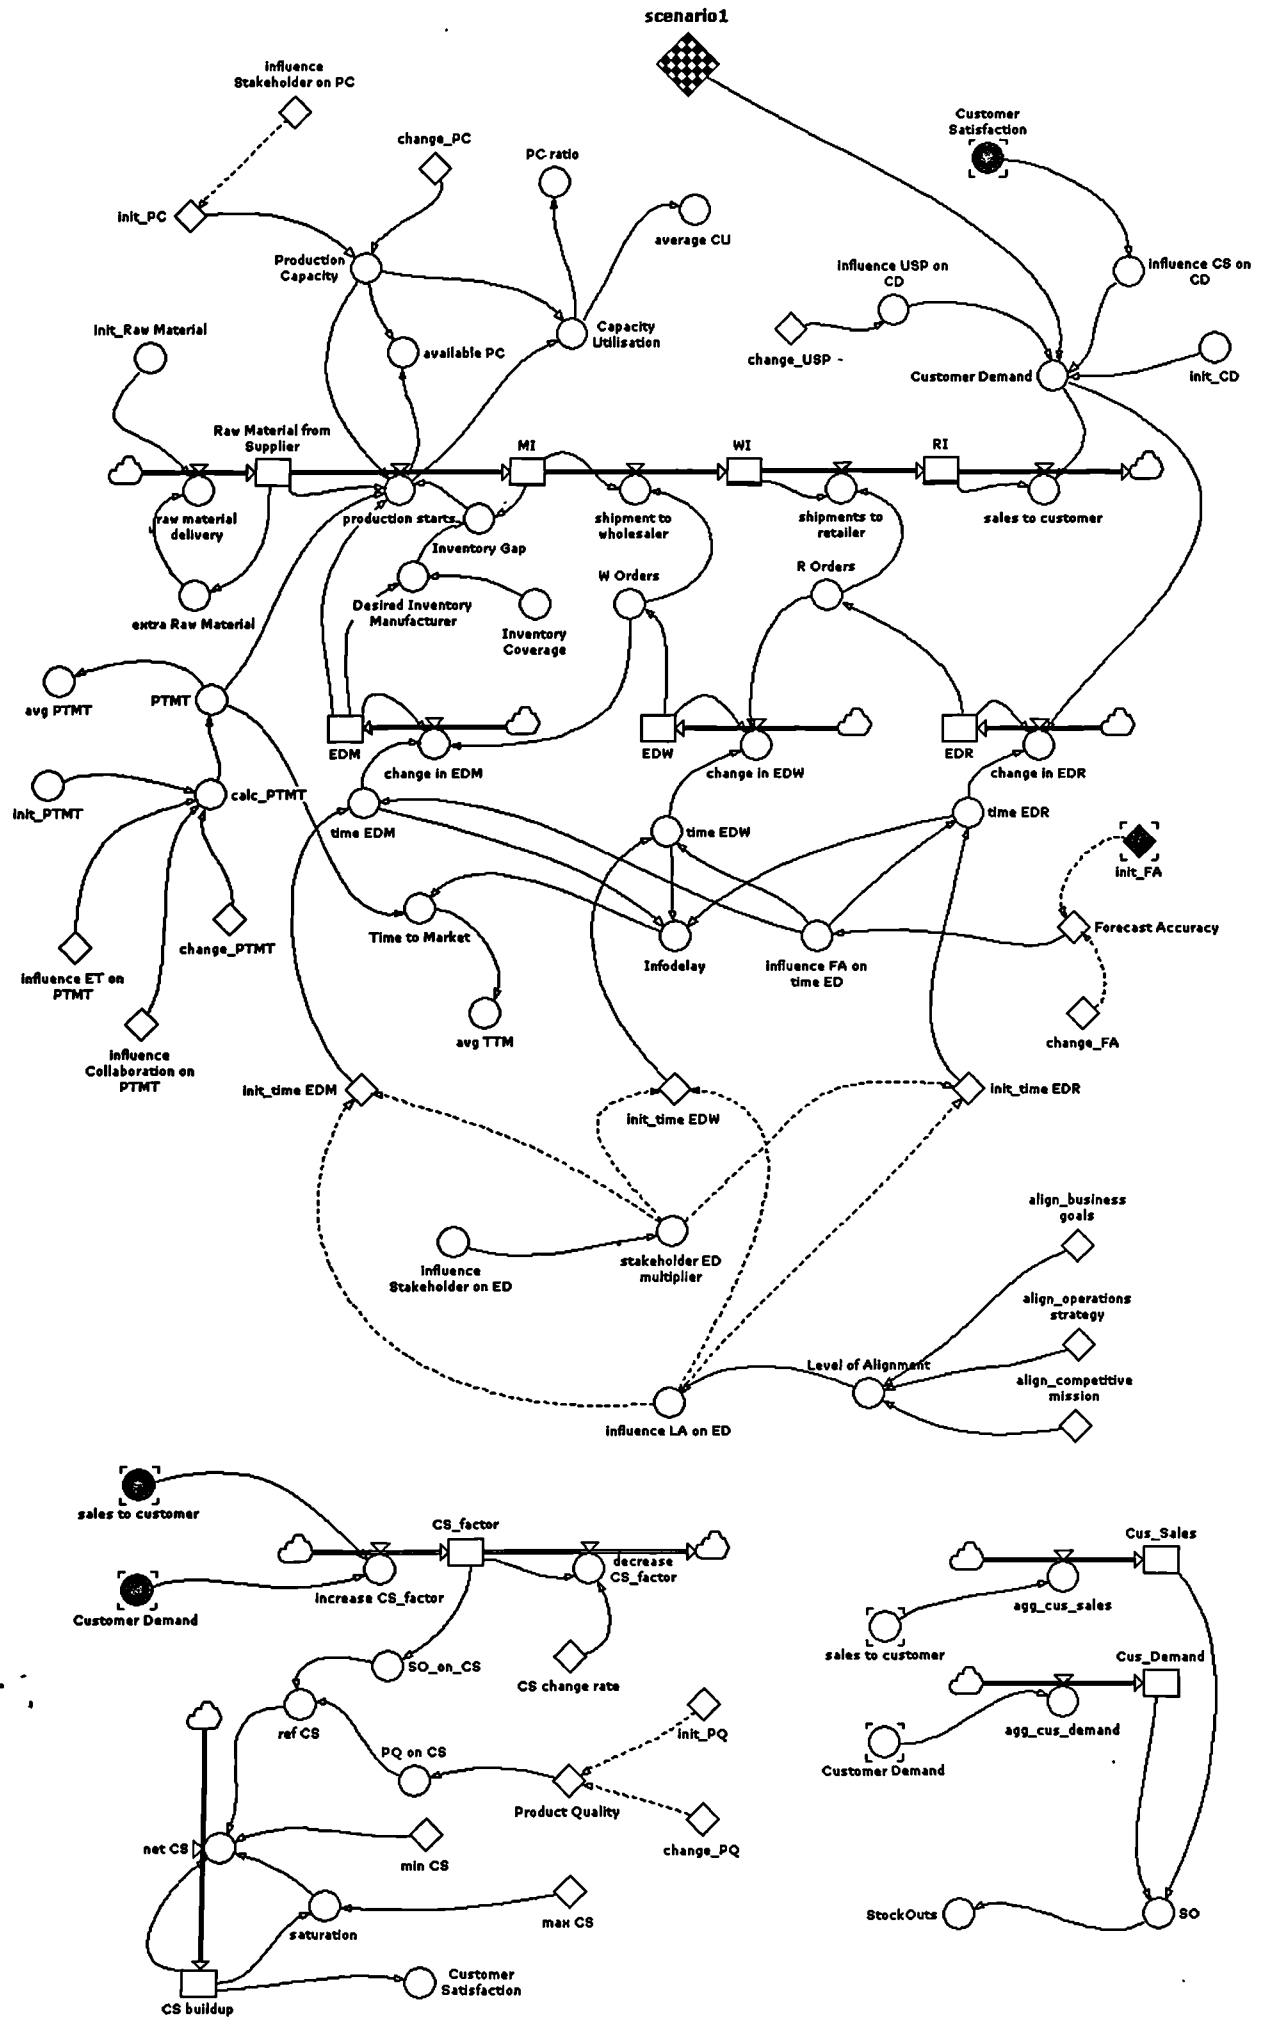 scenario1
influence
Stakeholder on PC
change_PC
PC ratio
Customer
Satisfaction
init_PC
average CU
Production
Capacity
influence USP on
CD
influence CS on
CD
init_Raw Material
available PC
Capacity
Utilisation
change_USP -
Customer Demand
init_CD
Raw Material from
Supplier
MI
WI
RI
raw material
delivery
production starts
shipment to
wholesaler
shipments to
retailer
sales to customer
Inventory Gap
W Orders
R Orders
extra Raw Material
Desired Inventory
Manufacturer
Inventory
Coverage
avg PTMT
PTMT
EDM
change in EDM
EDW
change in EDW
EDR
change in EDR
init_PTMT
calc_PTMT
time EDM
time EDW
time EDR
init_FA
change_PTMT
Time to Market
Infodelay
influence FA on
time ED
Forecast Accuracy
influence ET on
PTMT
avg TTM
change_FA
influence
Collaboration on
PTMT
init_time EDM
init_time EDW
init_time EDR
align_business
goals
influence
Stakeholder on ED
stakeholder ED
multiplier
align_operations
strategy
Level of Alignment
align_competitive
mission
influence LA on ED
sales to customer
CS_factor
Cus_Sales
decrease
CS_factor
Customer Demand
increase CS_factor
agg_cus_sales
sales to customer
Cus_Demand
SO_on_CS
CS change rate
ref CS
init_PQ
agg_cus_demand
PQ on CS
Customer Demand
Product Quality
net CS
min CS
change_PQ
saturation
max CS
StockOuts
SO
Customer
Satisfaction
CS buildup